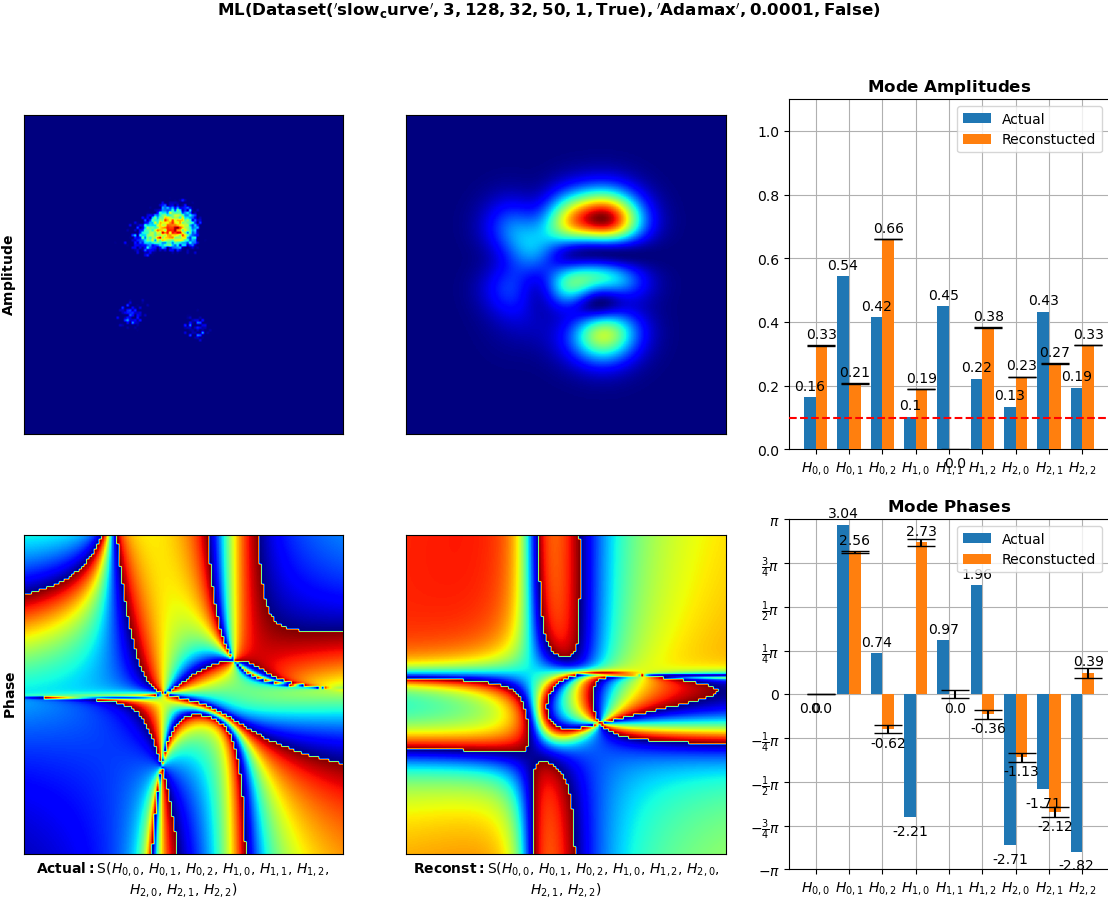 ML(Dataset('slow_curve', 3, 128, 32, 50, 1, True), 'Adamax', 0.0001, False)
Amplitude
Mode Amplitudes
Actual
Reconstucted
1.0
0.8
0.6
0.4
0.2
0.0
0.16
0.33
0.54
0.21
0.42
0.66
0.1
0.19
0.45
0.0
0.22
0.38
0.13
0.23
0.43
0.27
0.19
0.33
H0,0 H0,1 H0,2 H1,0 H1,1 H1,2 H2,0 H2,1 H2,2
Phase
Actual: S(H0,0, H0,1, H0,2, H1,0, H1,1, H1,2,
H2,0, H2,1, H2,2)
Reconst: S(H0,0, H0,1, H0,2, H1,0, H1,2, H2,0,
H2,1, H2,2)
Mode Phases
Actual
Reconstucted
π
3/4π
1/2π
1/4π
0
−1/4π
−1/2π
−3/4π
−π
0.0
0.0
3.04
2.56
0.74
-0.62
-2.21
2.73
0.97
0.0
1.96
-0.36
-2.71
-1.13
-1.71
-2.12
-2.82
0.39
H0,0 H0,1 H0,2 H1,0 H1,1 H1,2 H2,0 H2,1 H2,2